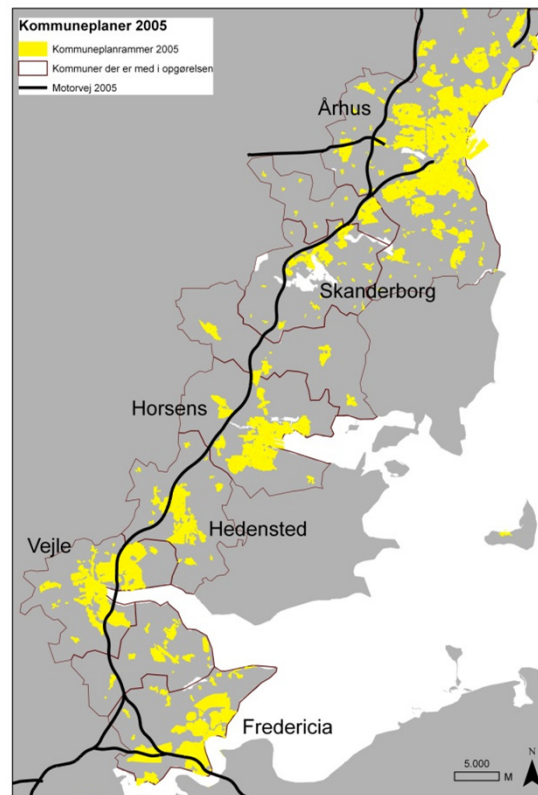 Kommuneplaner 2005
Kommuneplanrammer 2005
Kommuner der er med i opgørelsen
Motorvej 2005
Århus
Skanderborg
Horsens
Hedensted
Vejle
Fredericia
5.000
M
N